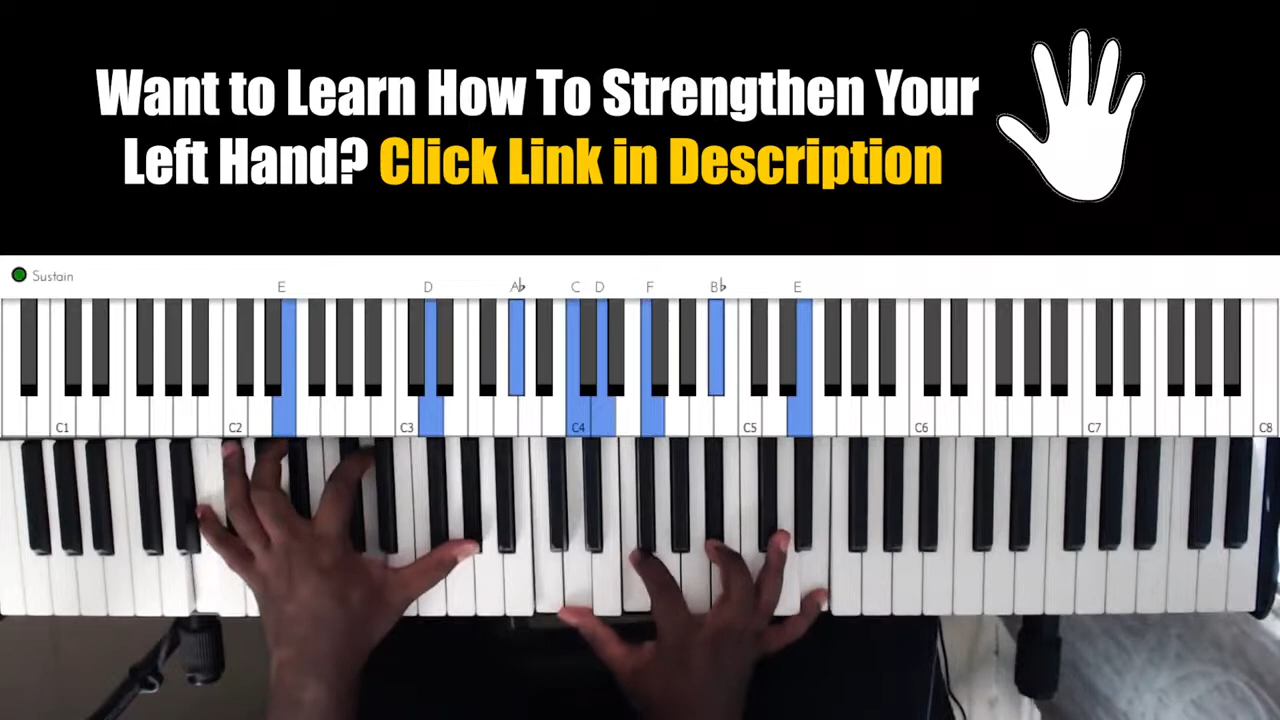 Want to Learn How To Strengthen Your
Left Hand? Click Link in Description
Sustain
E D A♭ C D F B♭ E
C1 C2 C3 C4 C5 C6 C7 C8